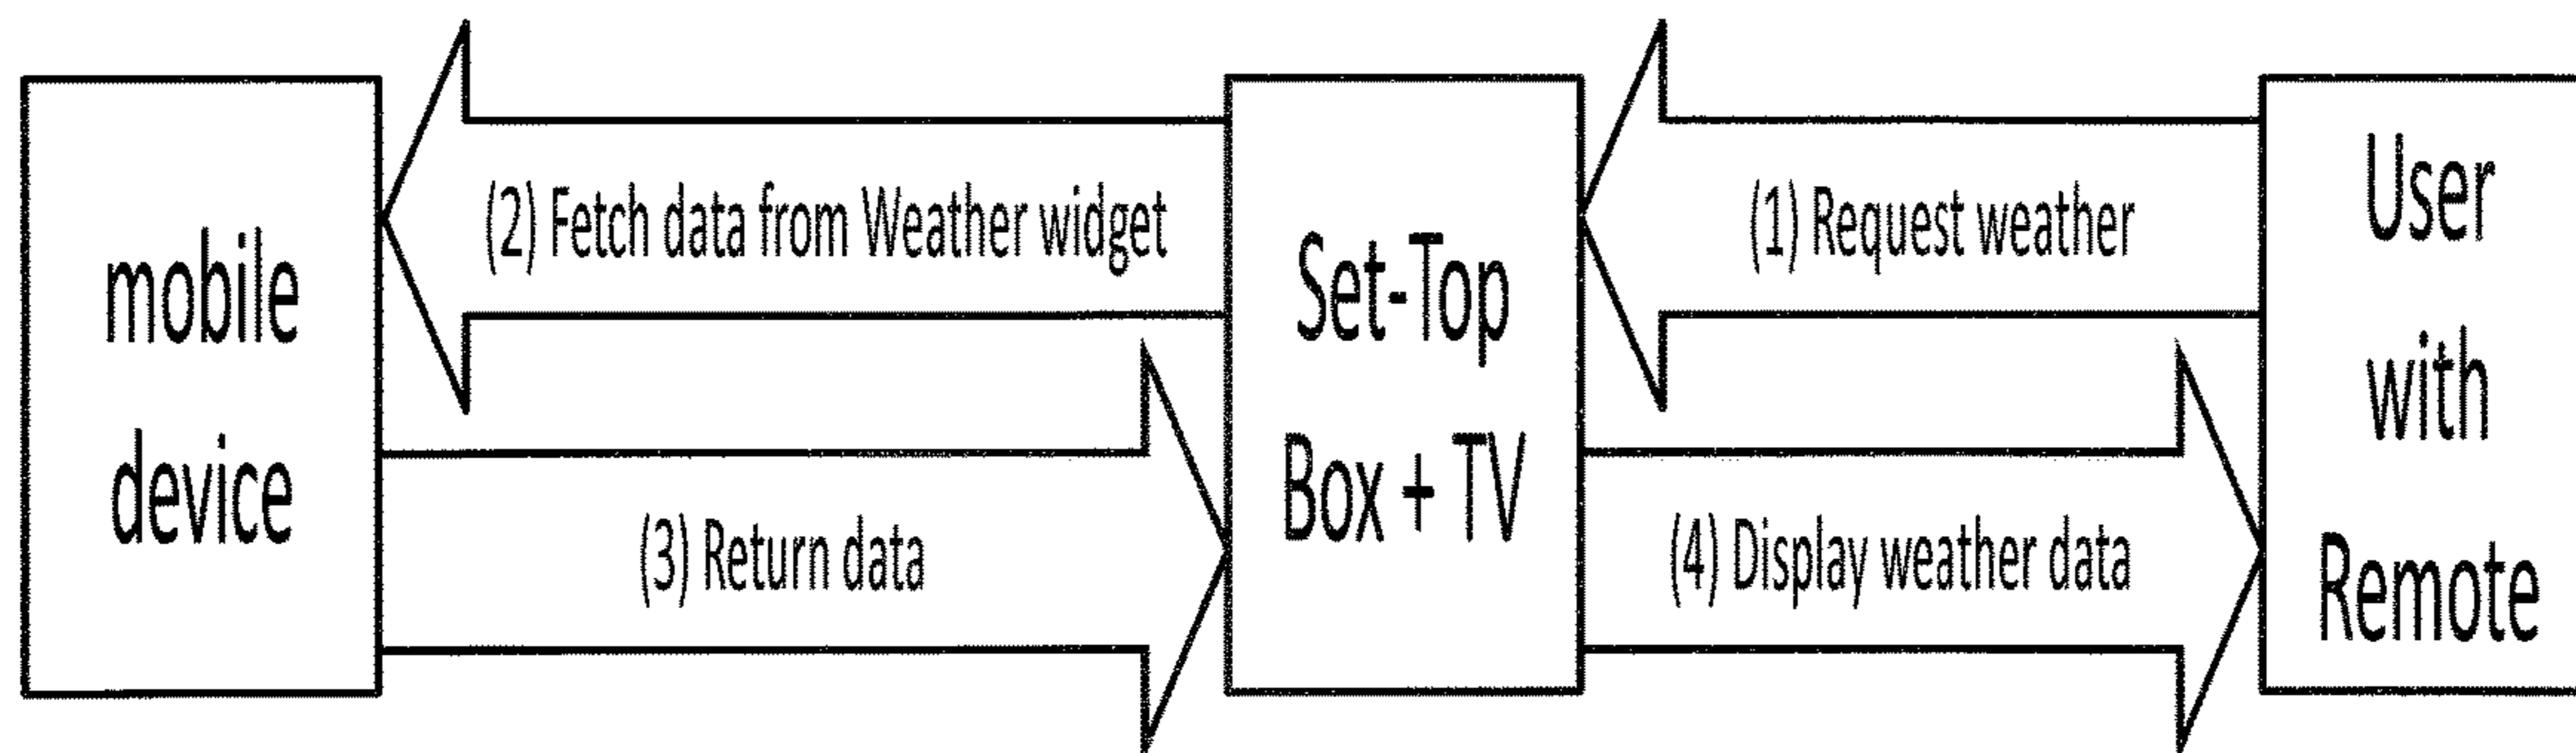 mobile
device
(2) Fetch data from Weather widget
(3) Return data
Set-Top
Box + TV
(1) Request weather
(4) Display weather data
User
with
Remote